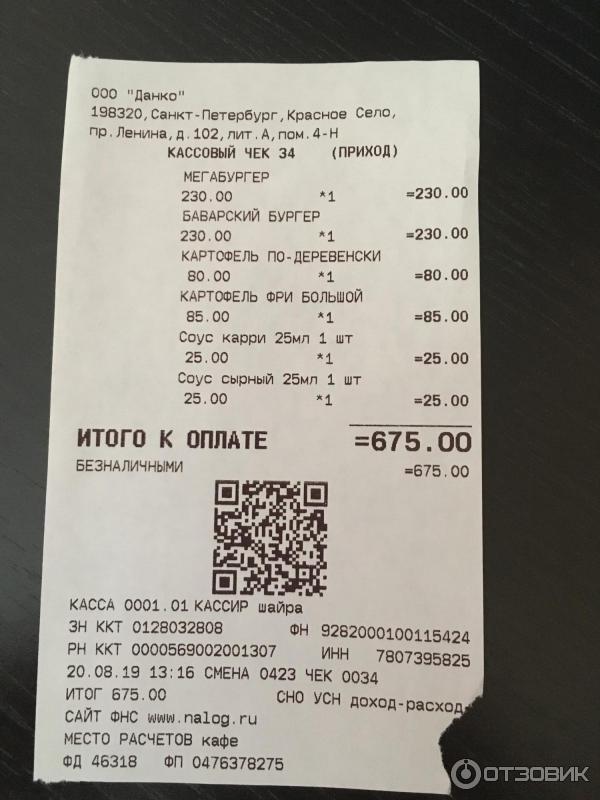 ООО "Данко"
198320,Санкт-Петербург,Красное Село,
пр.Ленина,д.102,лит.А,пом.4-Н
КАССОВЫЙ ЧЕК 34 (ПРИХОД)
МЕГАБУРГЕР
230.00 *1 =230.00
БАВАРСКИЙ БУРГЕР
230.00 *1 =230.00
КАРТОФЕЛЬ ПО-ДЕРЕВЕНСКИ
80.00 *1 =80.00
КАРТОФЕЛЬ ФРИ БОЛЬШОЙ
85.00 *1 =85.00
Соус карри 25мл 1 шт
25.00 *1 =25.00
Соус сырный 25мл 1 шт
25.00 *1 =25.00
ИТОГО К ОПЛАТЕ =675.00
БЕЗНАЛИЧНЫМИ =675.00
КАССА 0001.01 КАССИР шайра
ЗН ККТ 0128032808 ФН 9282000100115424
РН ККТ 0000569002001307 ИНН 7807395825
20.08.19 13:16 СМЕНА 0423 ЧЕК 0034
ИТОГ 675.00 СНО УСН доход-расход
САЙТ ФНС www.nalog.ru
МЕСТО РАСЧЕТОВ кафе
ФД 46318 ФП 0476378275
ОТЗОВИК